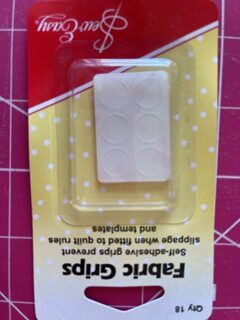 Qty 18
Fabric Grips
Self-adhesive grips prevent
slippage when fitted to quilt rules
and templates
Sew Easy